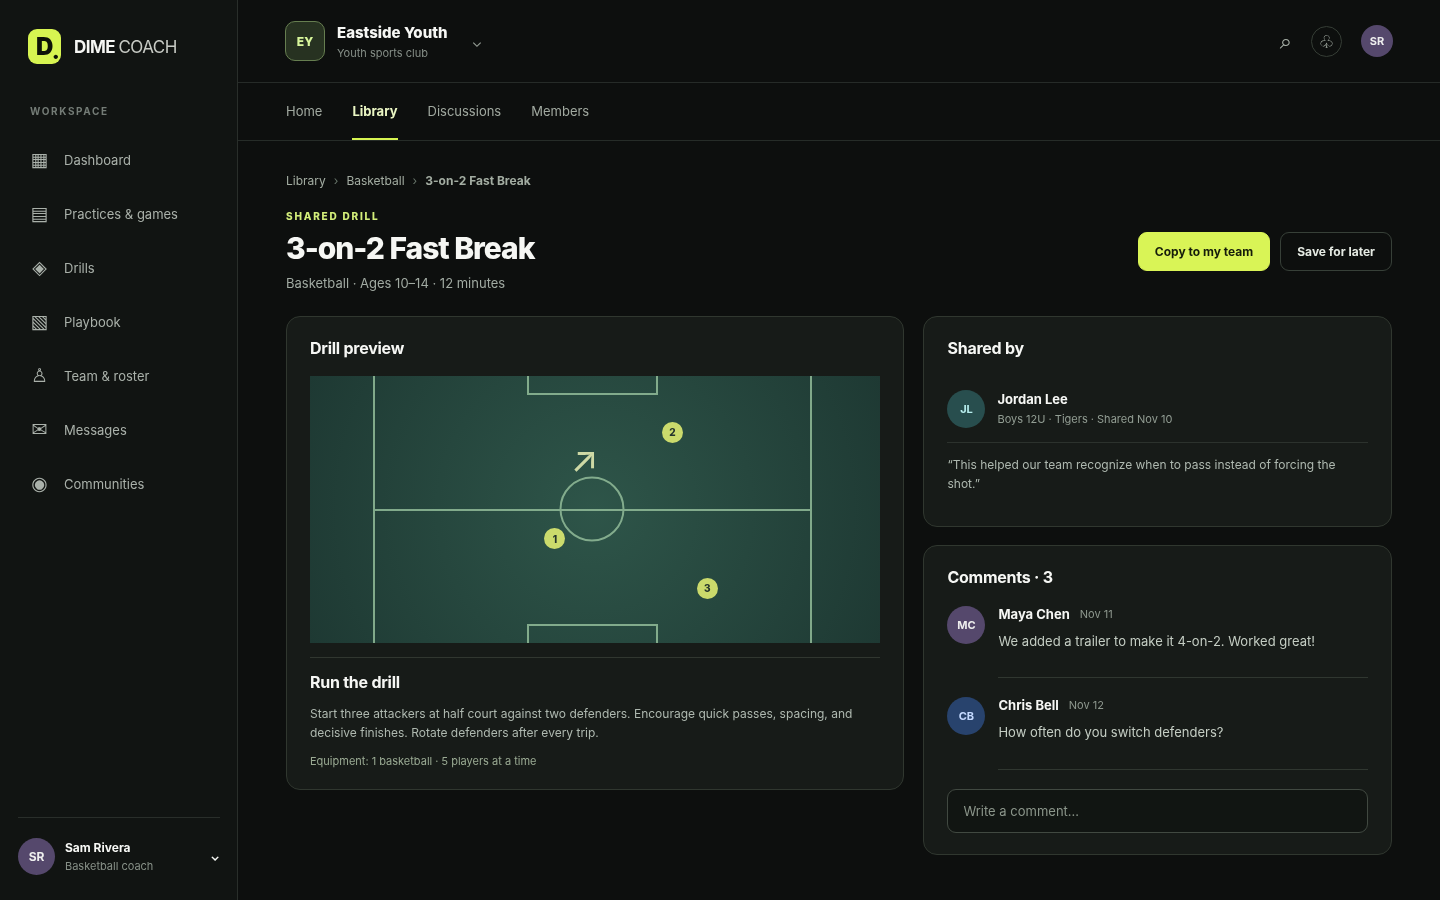 D.
DIME COACH
WORKSPACE
Dashboard
Practices & games
Drills
Playbook
Team & roster
Messages
Communities
SR
Sam Rivera
Basketball coach
EY
Eastside Youth
Youth sports club
SR
Home
Library
Discussions
Members
Library › Basketball › 3-on-2 Fast Break
SHARED DRILL
3-on-2 Fast Break
Basketball · Ages 10–14 · 12 minutes
Copy to my team
Save for later
Drill preview
2
1
3
Run the drill
Start three attackers at half court against two defenders. Encourage quick passes, spacing, and
decisive finishes. Rotate defenders after every trip.
Equipment: 1 basketball · 5 players at a time
Shared by
JL
Jordan Lee
Boys 12U · Tigers · Shared Nov 10
“This helped our team recognize when to pass instead of forcing the
shot.”
Comments · 3
MC
Maya Chen Nov 11
We added a trailer to make it 4-on-2. Worked great!
CB
Chris Bell Nov 12
How often do you switch defenders?
Write a comment...